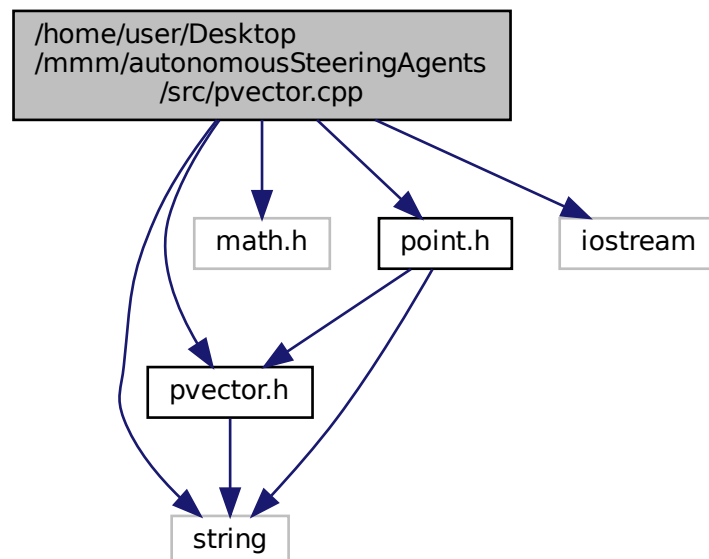 /home/user/Desktop
/mmm/autonomousSteeringAgents
/src/pvector.cpp
math.h
point.h
iostream
pvector.h
string